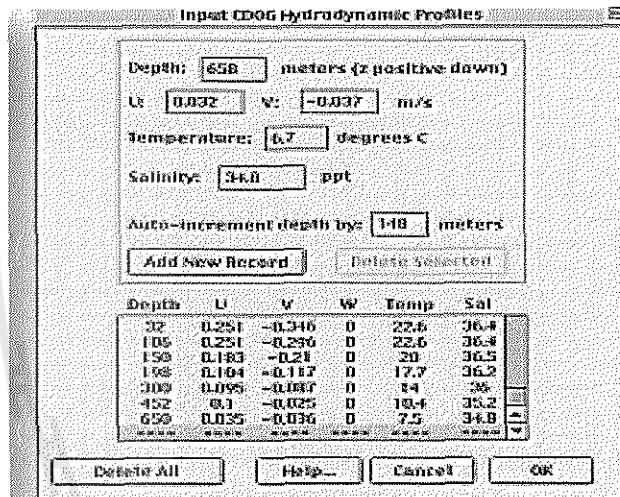 Input CDOG Hydrodynamic Profiles
Depth: 658 meters (z positive down)
U: 0.032 V: -0.037 m/s
Temperature: 6.7 degrees C
Salinity: 34.8 ppt
Auto-increment depth by: 148 meters
Add New Record Delete Selected
Depth U V W Temp Sal
32 0.251 -0.346 0 22.6 36.4
0.251 -0.296 0 22.6 36.4
150 0.183 -0.21 0 20 36.5
198 0.104 -0.117 0 17.7 36.2
300 0.095 0 14 36
452 0.1 -0.025 0 10.4 35.2
650 0.035 -0.036 0 7.5 34.8
---- ---- ---- ---- ---- ----
Delete All Help... Cancel OK